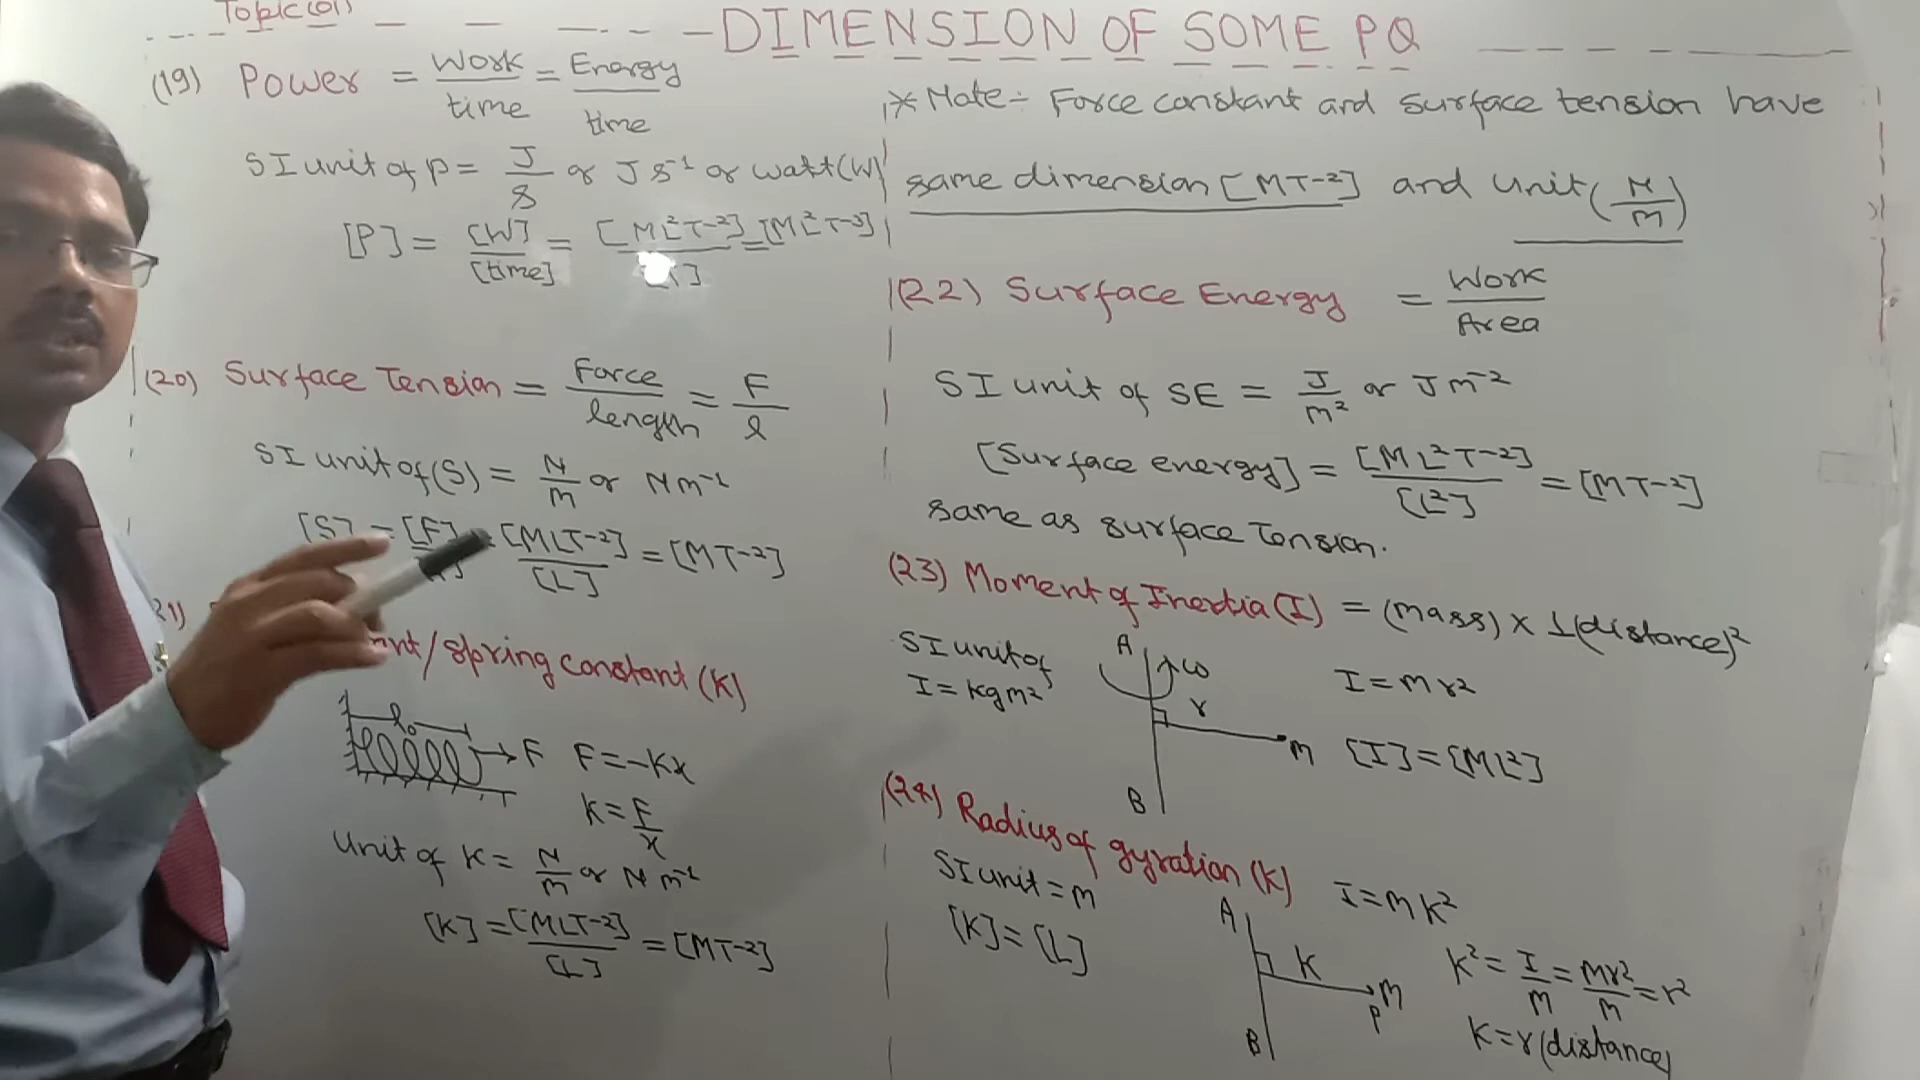 Topic(01)
DIMENSION OF SOME PQ
(19) Power = Work/time = Energy/time
SI unit of P = J/s or J s⁻¹ or watt(W)
[P] = [W]/[time] = [ML²T⁻²]/[T] = [ML²T⁻³]
(20) Surface Tension = Force/length = F/l
SI unit of (S) = N/m or N m⁻¹
[S] = [F] = [MLT⁻²]/[L] = [MT⁻²]
21)
/Spring constant (K)
l₀
F F = -Kx
K = F/x
Unit of K = N/m or N m⁻¹
[K] = [MLT⁻²]/[L] = [MT⁻²]
* Note - Force constant and surface tension have
same dimension [MT⁻²] and unit (N/m)
(22) Surface Energy = Work/Area
SI unit of SE = J/m² or J m⁻²
[Surface energy] = [ML²T⁻²]/[L²] = [MT⁻²]
same as surface Tension.
(23) Moment of Inertia (I) = (mass) × ⊥(distance)²
SI unit of
I = kgm²
A ω
r
m
B
I = mr²
[I] = [ML²]
(24) Radius of gyration (K)
SI unit = m
[K] = [L]
I = mK²
A
K
m
P
B
K² = I/m = mr²/m = r²
K = r (distance)